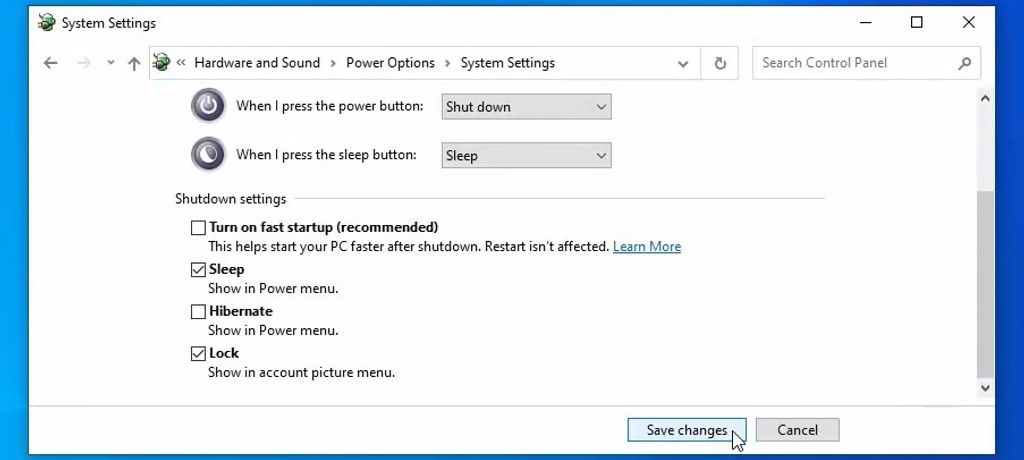 System Settings
« Hardware and Sound > Power Options > System Settings
Search Control Panel
When I press the power button: Shut down
When I press the sleep button: Sleep
Shutdown settings
Turn on fast startup (recommended)
This helps start your PC faster after shutdown. Restart isn't affected. Learn More
Sleep
Show in Power menu.
Hibernate
Show in Power menu.
Lock
Show in account picture menu.
Save changes Cancel